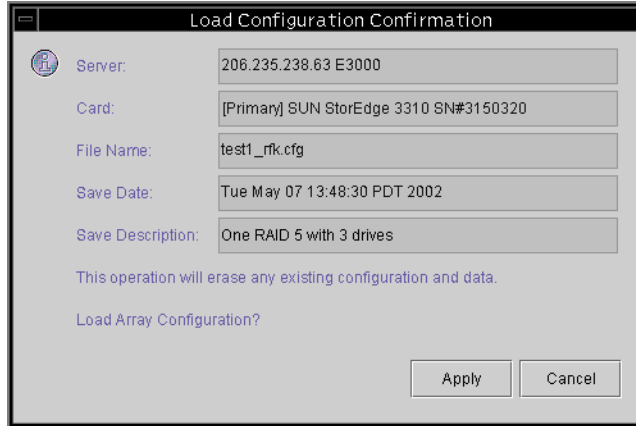 Load Configuration Confirmation
Server: 206.235.238.63 E3000
Card: [Primary] SUN StorEdge 3310 SN#3150320
File Name: test1_rfk.cfg
Save Date: Tue May 07 13:48:30 PDT 2002
Save Description: One RAID 5 with 3 drives
This operation will erase any existing configuration and data.
Load Array Configuration?
Apply Cancel